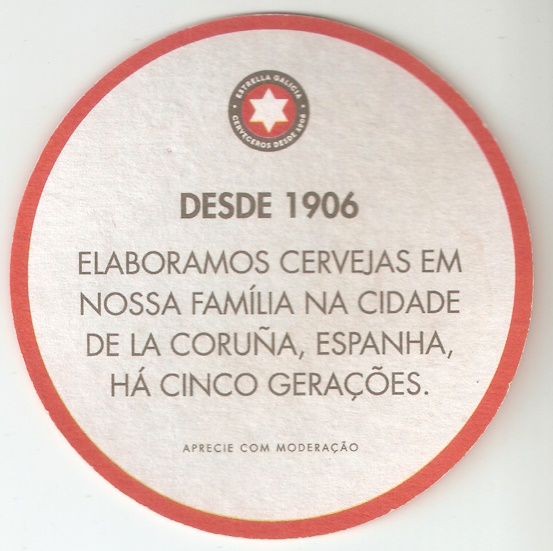 ESTRELLA GALICIA
CERVECEROS DESDE 1906
DESDE 1906
ELABORAMOS CERVEJAS EM
NOSSA FAMÍLIA NA CIDADE
DE LA CORUÑA, ESPANHA,
HÁ CINCO GERAÇÕES.
APRECIE COM MODERAÇÃO